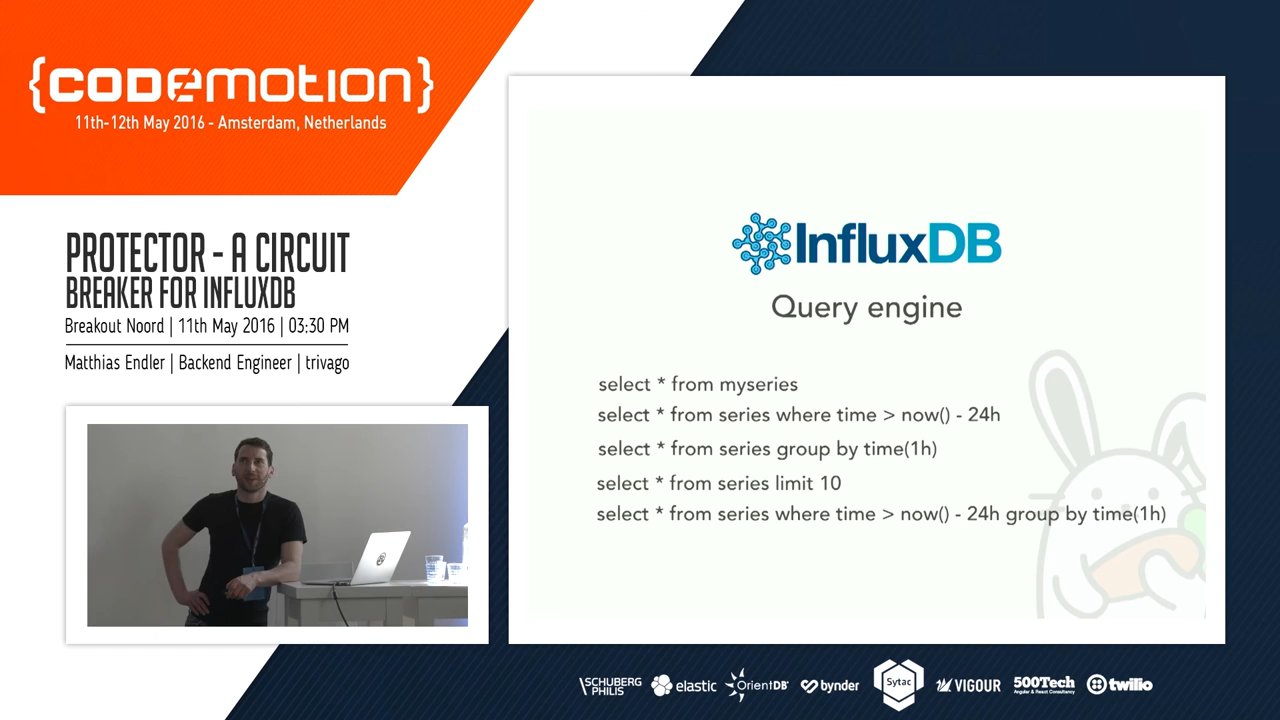 {CODEMOTION}
11th-12th May 2016 - Amsterdam, Netherlands
PROTECTOR - A CIRCUIT
BREAKER FOR INFLUXDB
Breakout Noord | 11th May 2016 | 03:30 PM
Matthias Endler | Backend Engineer | trivago
InfluxDB
Query engine
select * from myseries
select * from series where time > now() - 24h
select * from series group by time(1h)
select * from series limit 10
select * from series where time > now() - 24h group by time(1h)
SCHUBERG
PHILIS
elastic
OrientDB
bynder
Sytac
VIGOUR
500Tech
Angular & React Consultancy
twilio